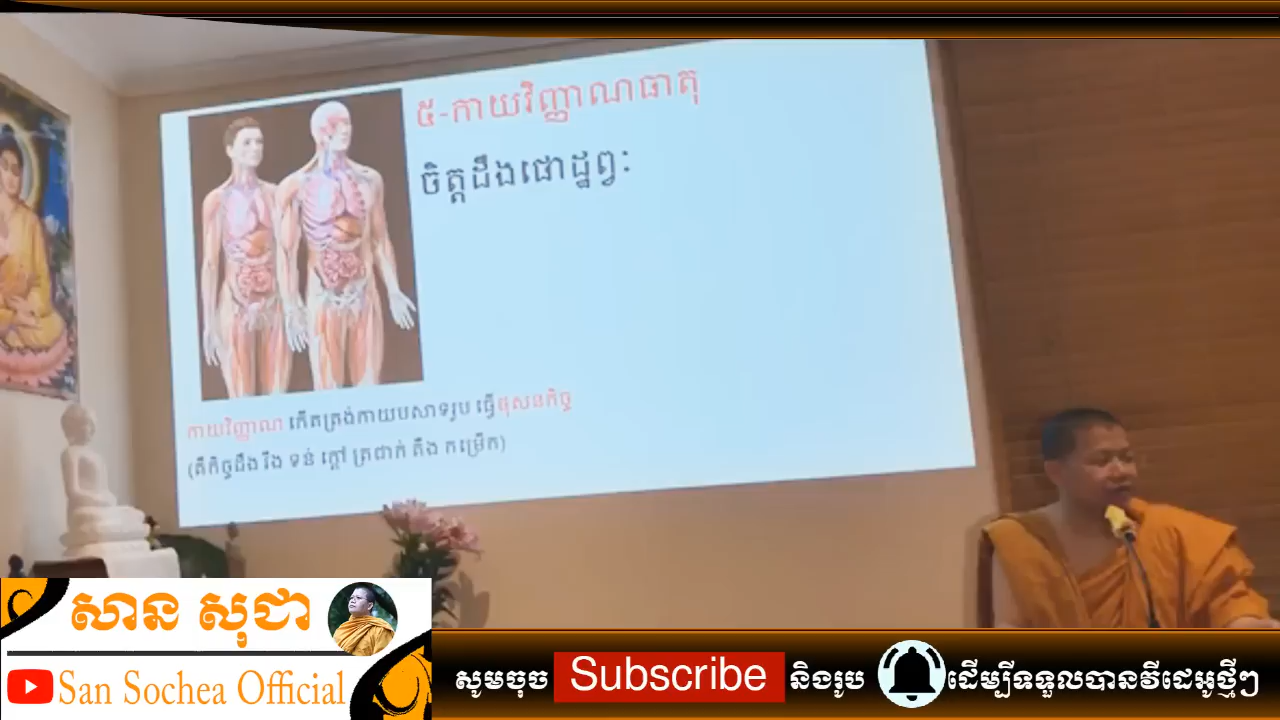 ៥-កាយវិញ្ញាណធាតុ
ចិត្តដឹងផោដ្ឋព្វៈ
កាយវិញ្ញាណ កើតត្រង់កាយបសាទរូប ធ្វើផុសនកិច្ច
(គឺកិច្ចដឹង រឹង ទន់ ក្ដៅ ត្រជាក់ តឹង កម្រើក)
សាន សុជា
San Sochea Official
សូមចុច Subscribe និងរូប ដើម្បីទទួលបានវីដេអូថ្មីៗ